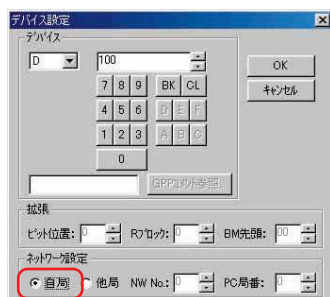 デバイス設定
デバイス
D 100
OK
キャンセル
7 8 9 BK CL
4 5 6 D E F
1 2 3 A B C
0
GPPコメント参照...
拡張
ビット位置: 0 Rブロック: 0 BM先頭: 00
ネットワーク設定
自局 他局 NW No.: 0 PC局番: 0